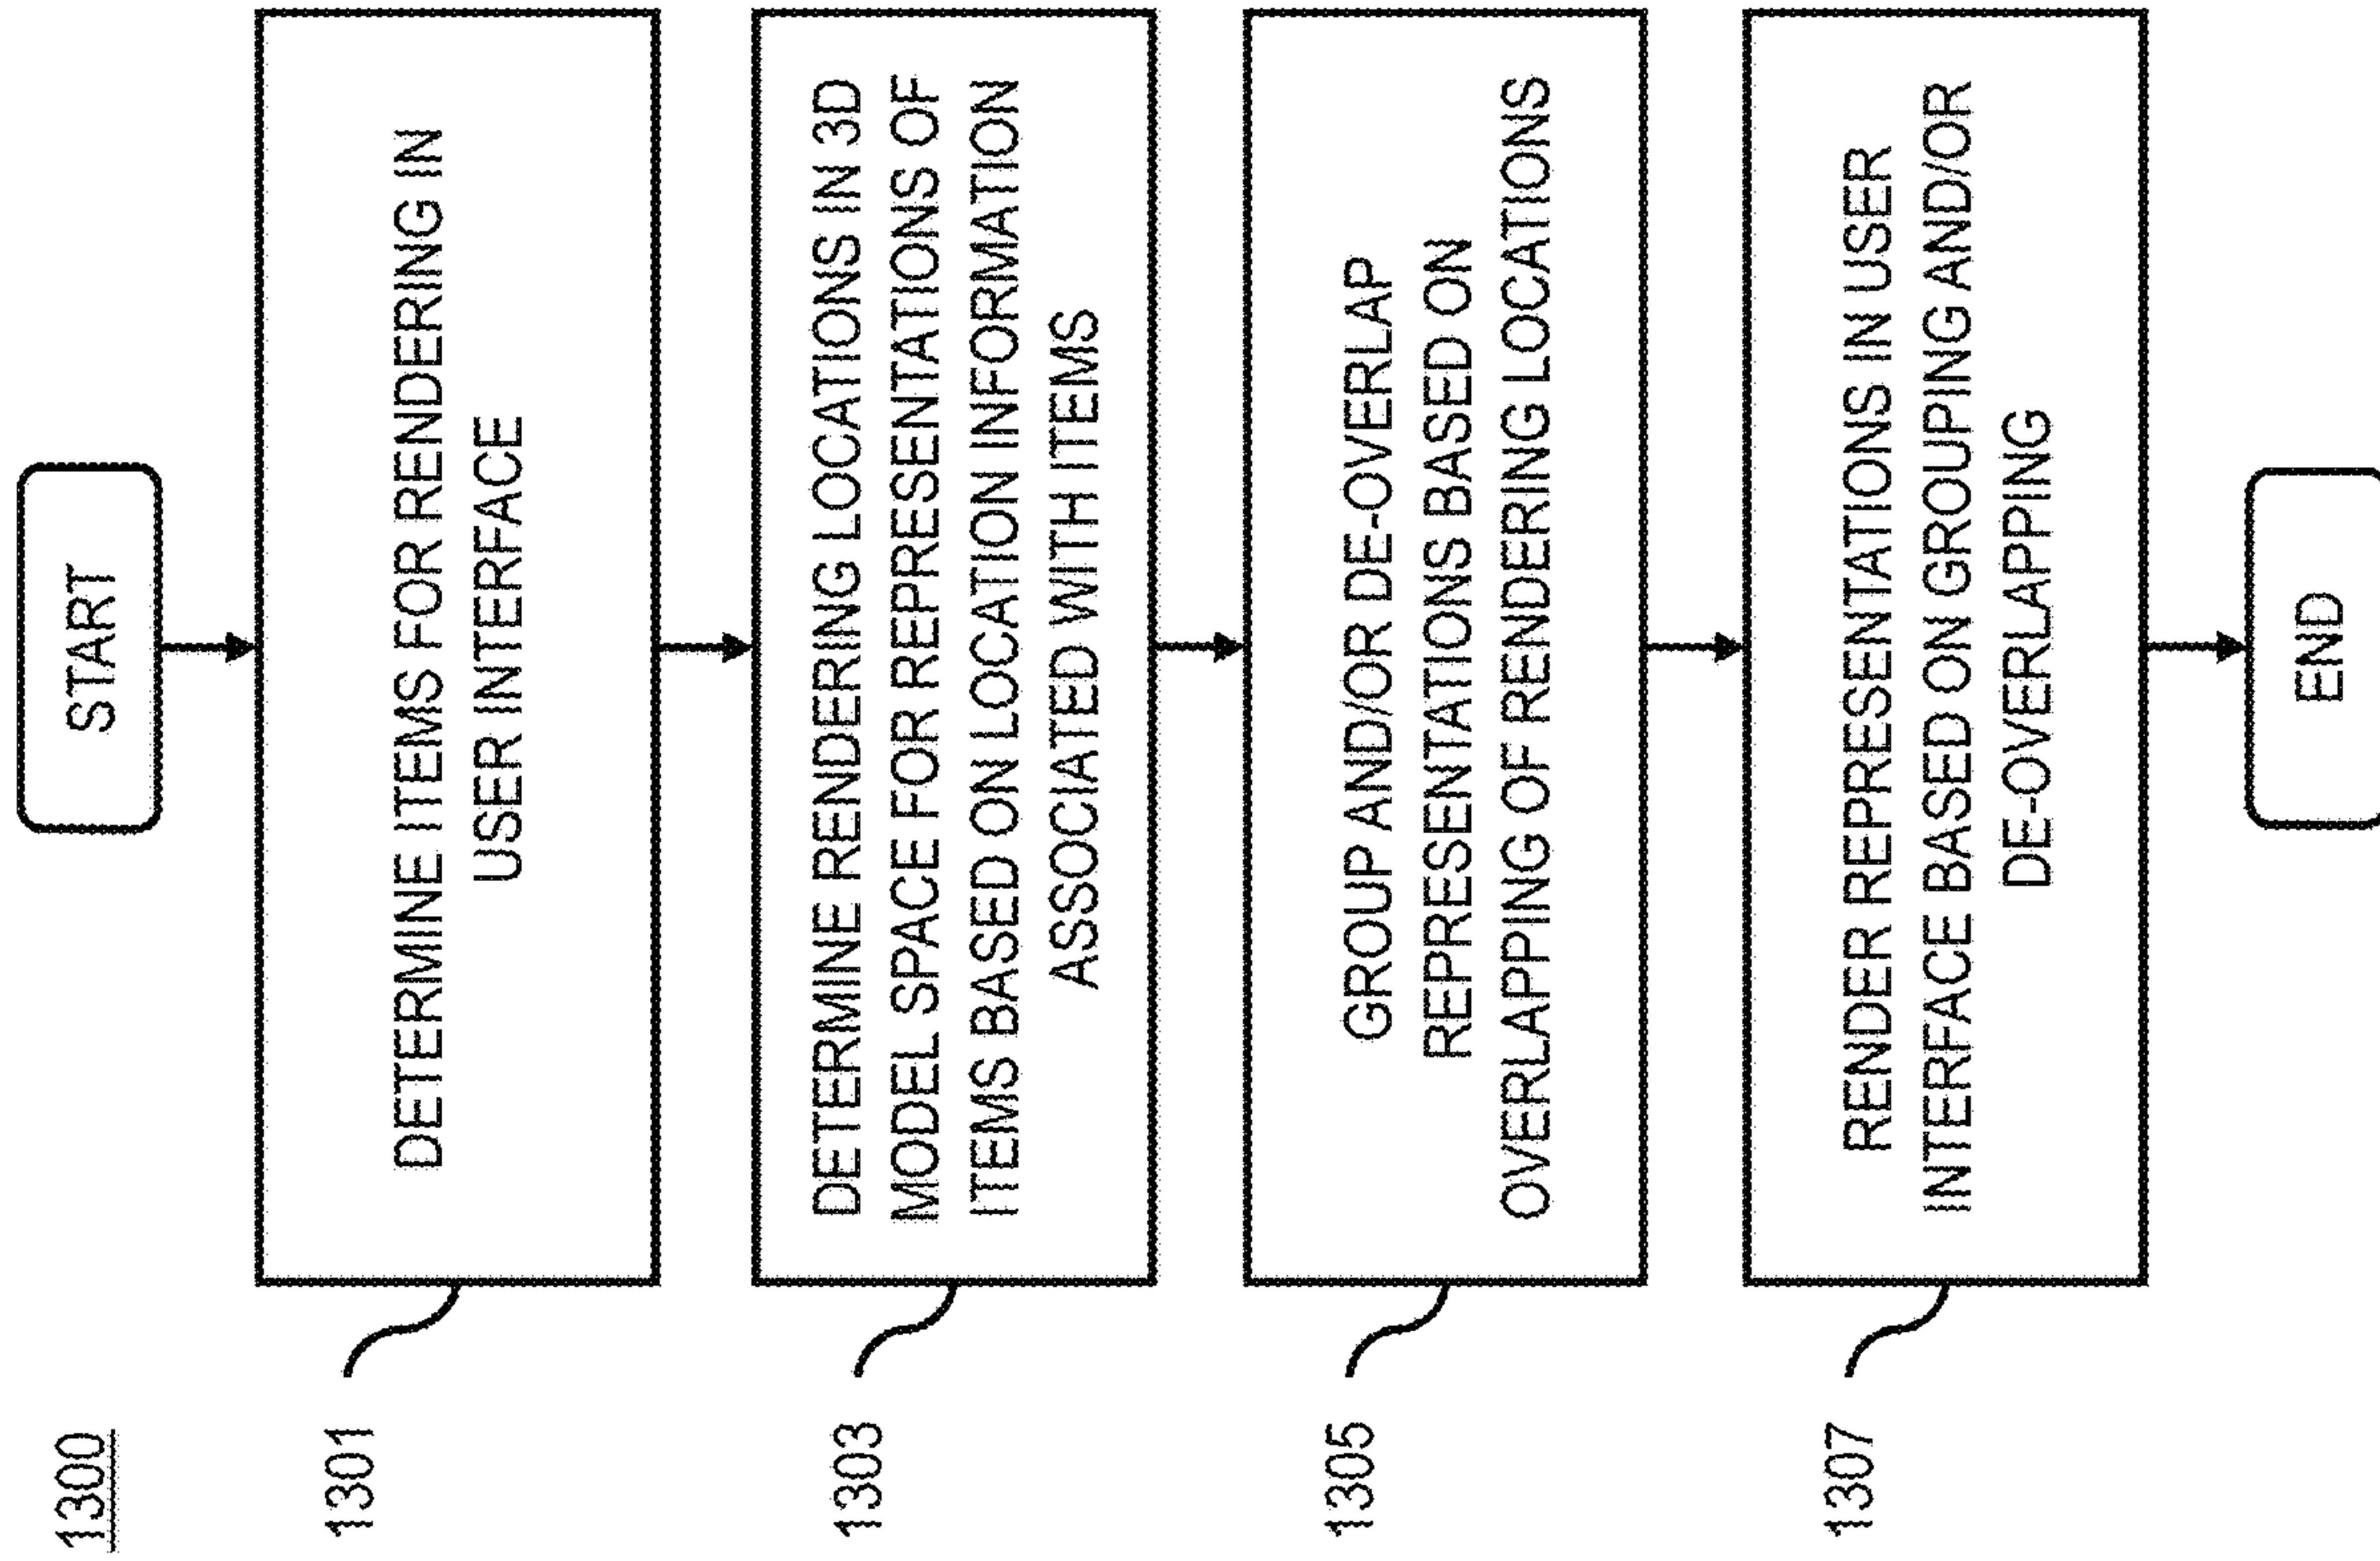 1300
START
1301
DETERMINE ITEMS FOR RENDERING IN
USER INTERFACE
1303
DETERMINE RENDERING LOCATIONS IN 3D
MODEL SPACE FOR REPRESENTATIONS OF
ITEMS BASED ON LOCATION INFORMATION
ASSOCIATED WITH ITEMS
1305
GROUP AND/OR DE-OVERLAP
REPRESENTATIONS BASED ON
OVERLAPPING OF RENDERING LOCATIONS
1307
RENDER REPRESENTATIONS IN USER
INTERFACE BASED ON GROUPING AND/OR
DE-OVERLAPPING
END